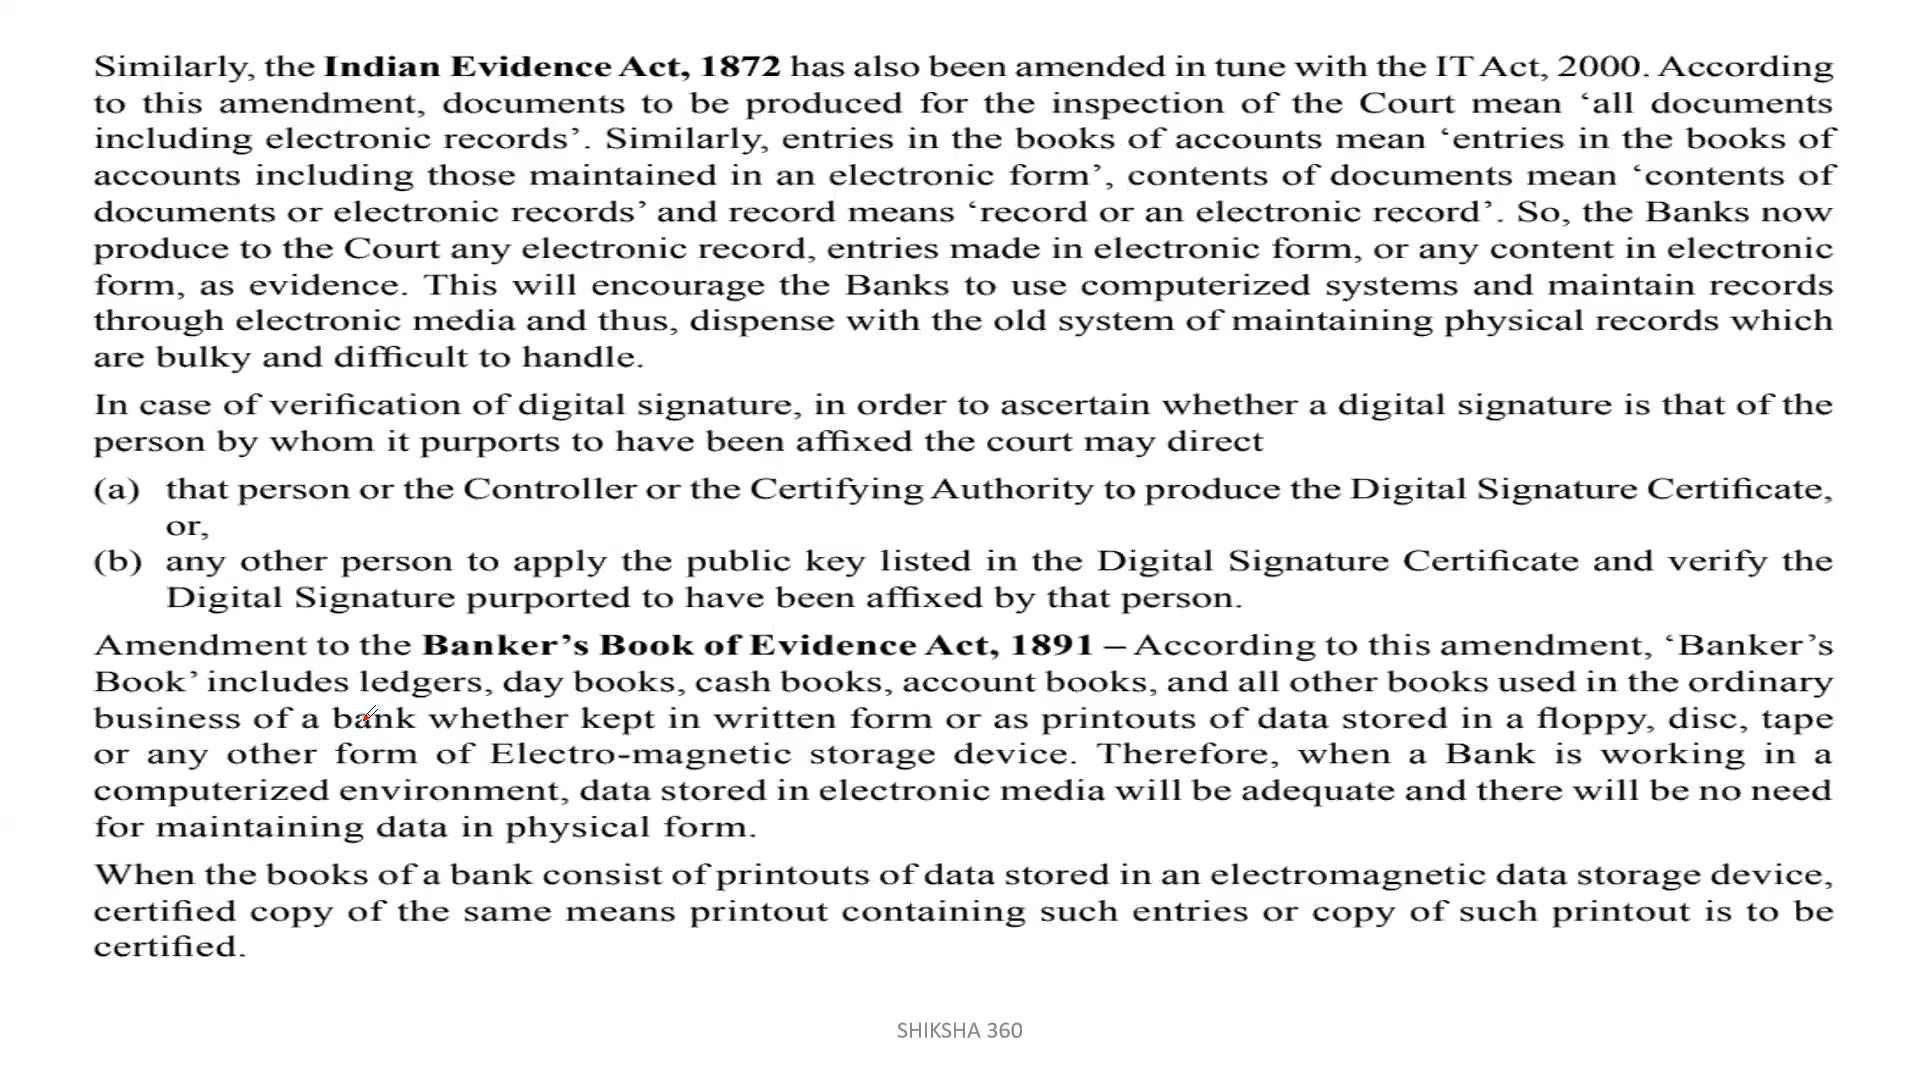 Similarly, the Indian Evidence Act, 1872 has also been amended in tune with the IT Act, 2000. According
to this amendment, documents to be produced for the inspection of the Court mean ‘all documents
including electronic records’. Similarly, entries in the books of accounts mean ‘entries in the books of
accounts including those maintained in an electronic form’, contents of documents mean ‘contents of
documents or electronic records’ and record means ‘record or an electronic record’. So, the Banks now
produce to the Court any electronic record, entries made in electronic form, or any content in electronic
form, as evidence. This will encourage the Banks to use computerized systems and maintain records
through electronic media and thus, dispense with the old system of maintaining physical records which
are bulky and difficult to handle.
In case of verification of digital signature, in order to ascertain whether a digital signature is that of the
person by whom it purports to have been affixed the court may direct
(a) that person or the Controller or the Certifying Authority to produce the Digital Signature Certificate,
or,
(b) any other person to apply the public key listed in the Digital Signature Certificate and verify the
Digital Signature purported to have been affixed by that person.
Amendment to the Banker’s Book of Evidence Act, 1891 – According to this amendment, ‘Banker’s
Book’ includes ledgers, day books, cash books, account books, and all other books used in the ordinary
business of a bank whether kept in written form or as printouts of data stored in a floppy, disc, tape
or any other form of Electro-magnetic storage device. Therefore, when a Bank is working in a
computerized environment, data stored in electronic media will be adequate and there will be no need
for maintaining data in physical form.
When the books of a bank consist of printouts of data stored in an electromagnetic data storage device,
certified copy of the same means printout containing such entries or copy of such printout is to be
certified.
SHIKSHA 360